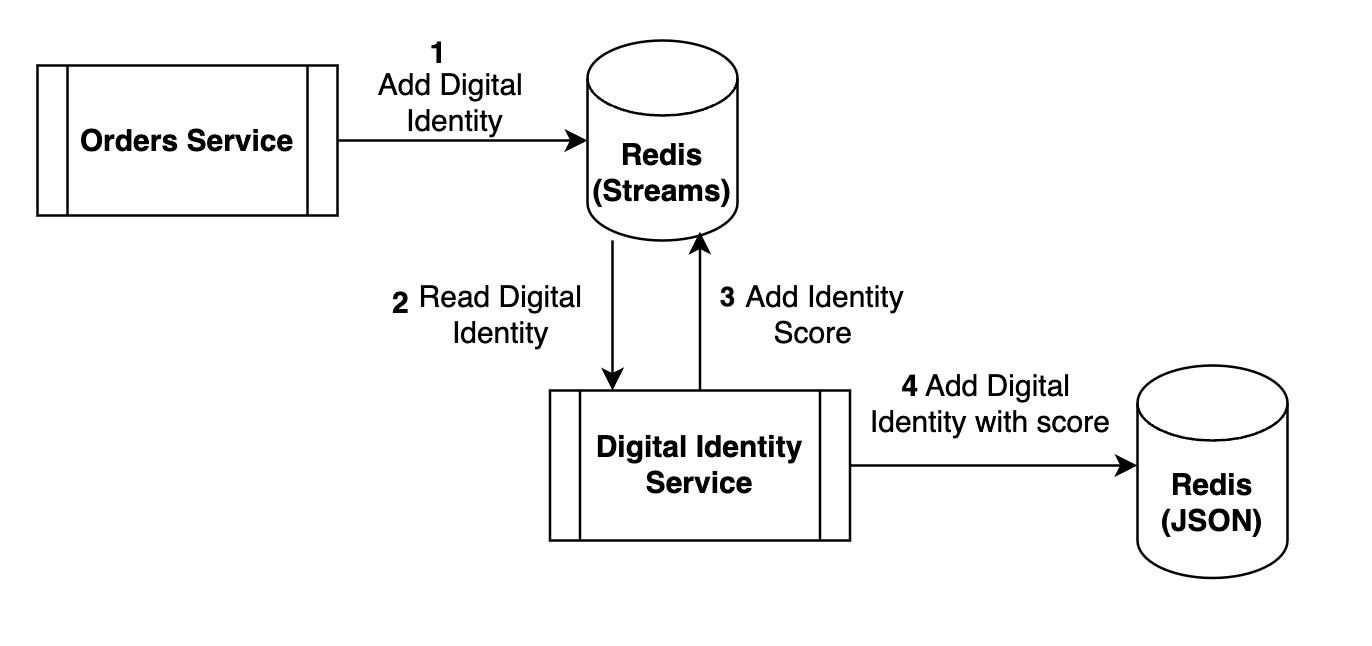 1
Add Digital
Identity
Orders Service
Redis
(Streams)
2 Read Digital
Identity
3 Add Identity
Score
4 Add Digital
Identity with score
Digital Identity
Service
Redis
(JSON)